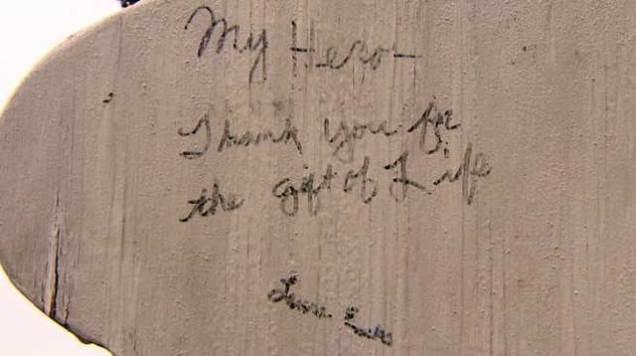 My Hero-
Thank you for
the gift of Life
Love